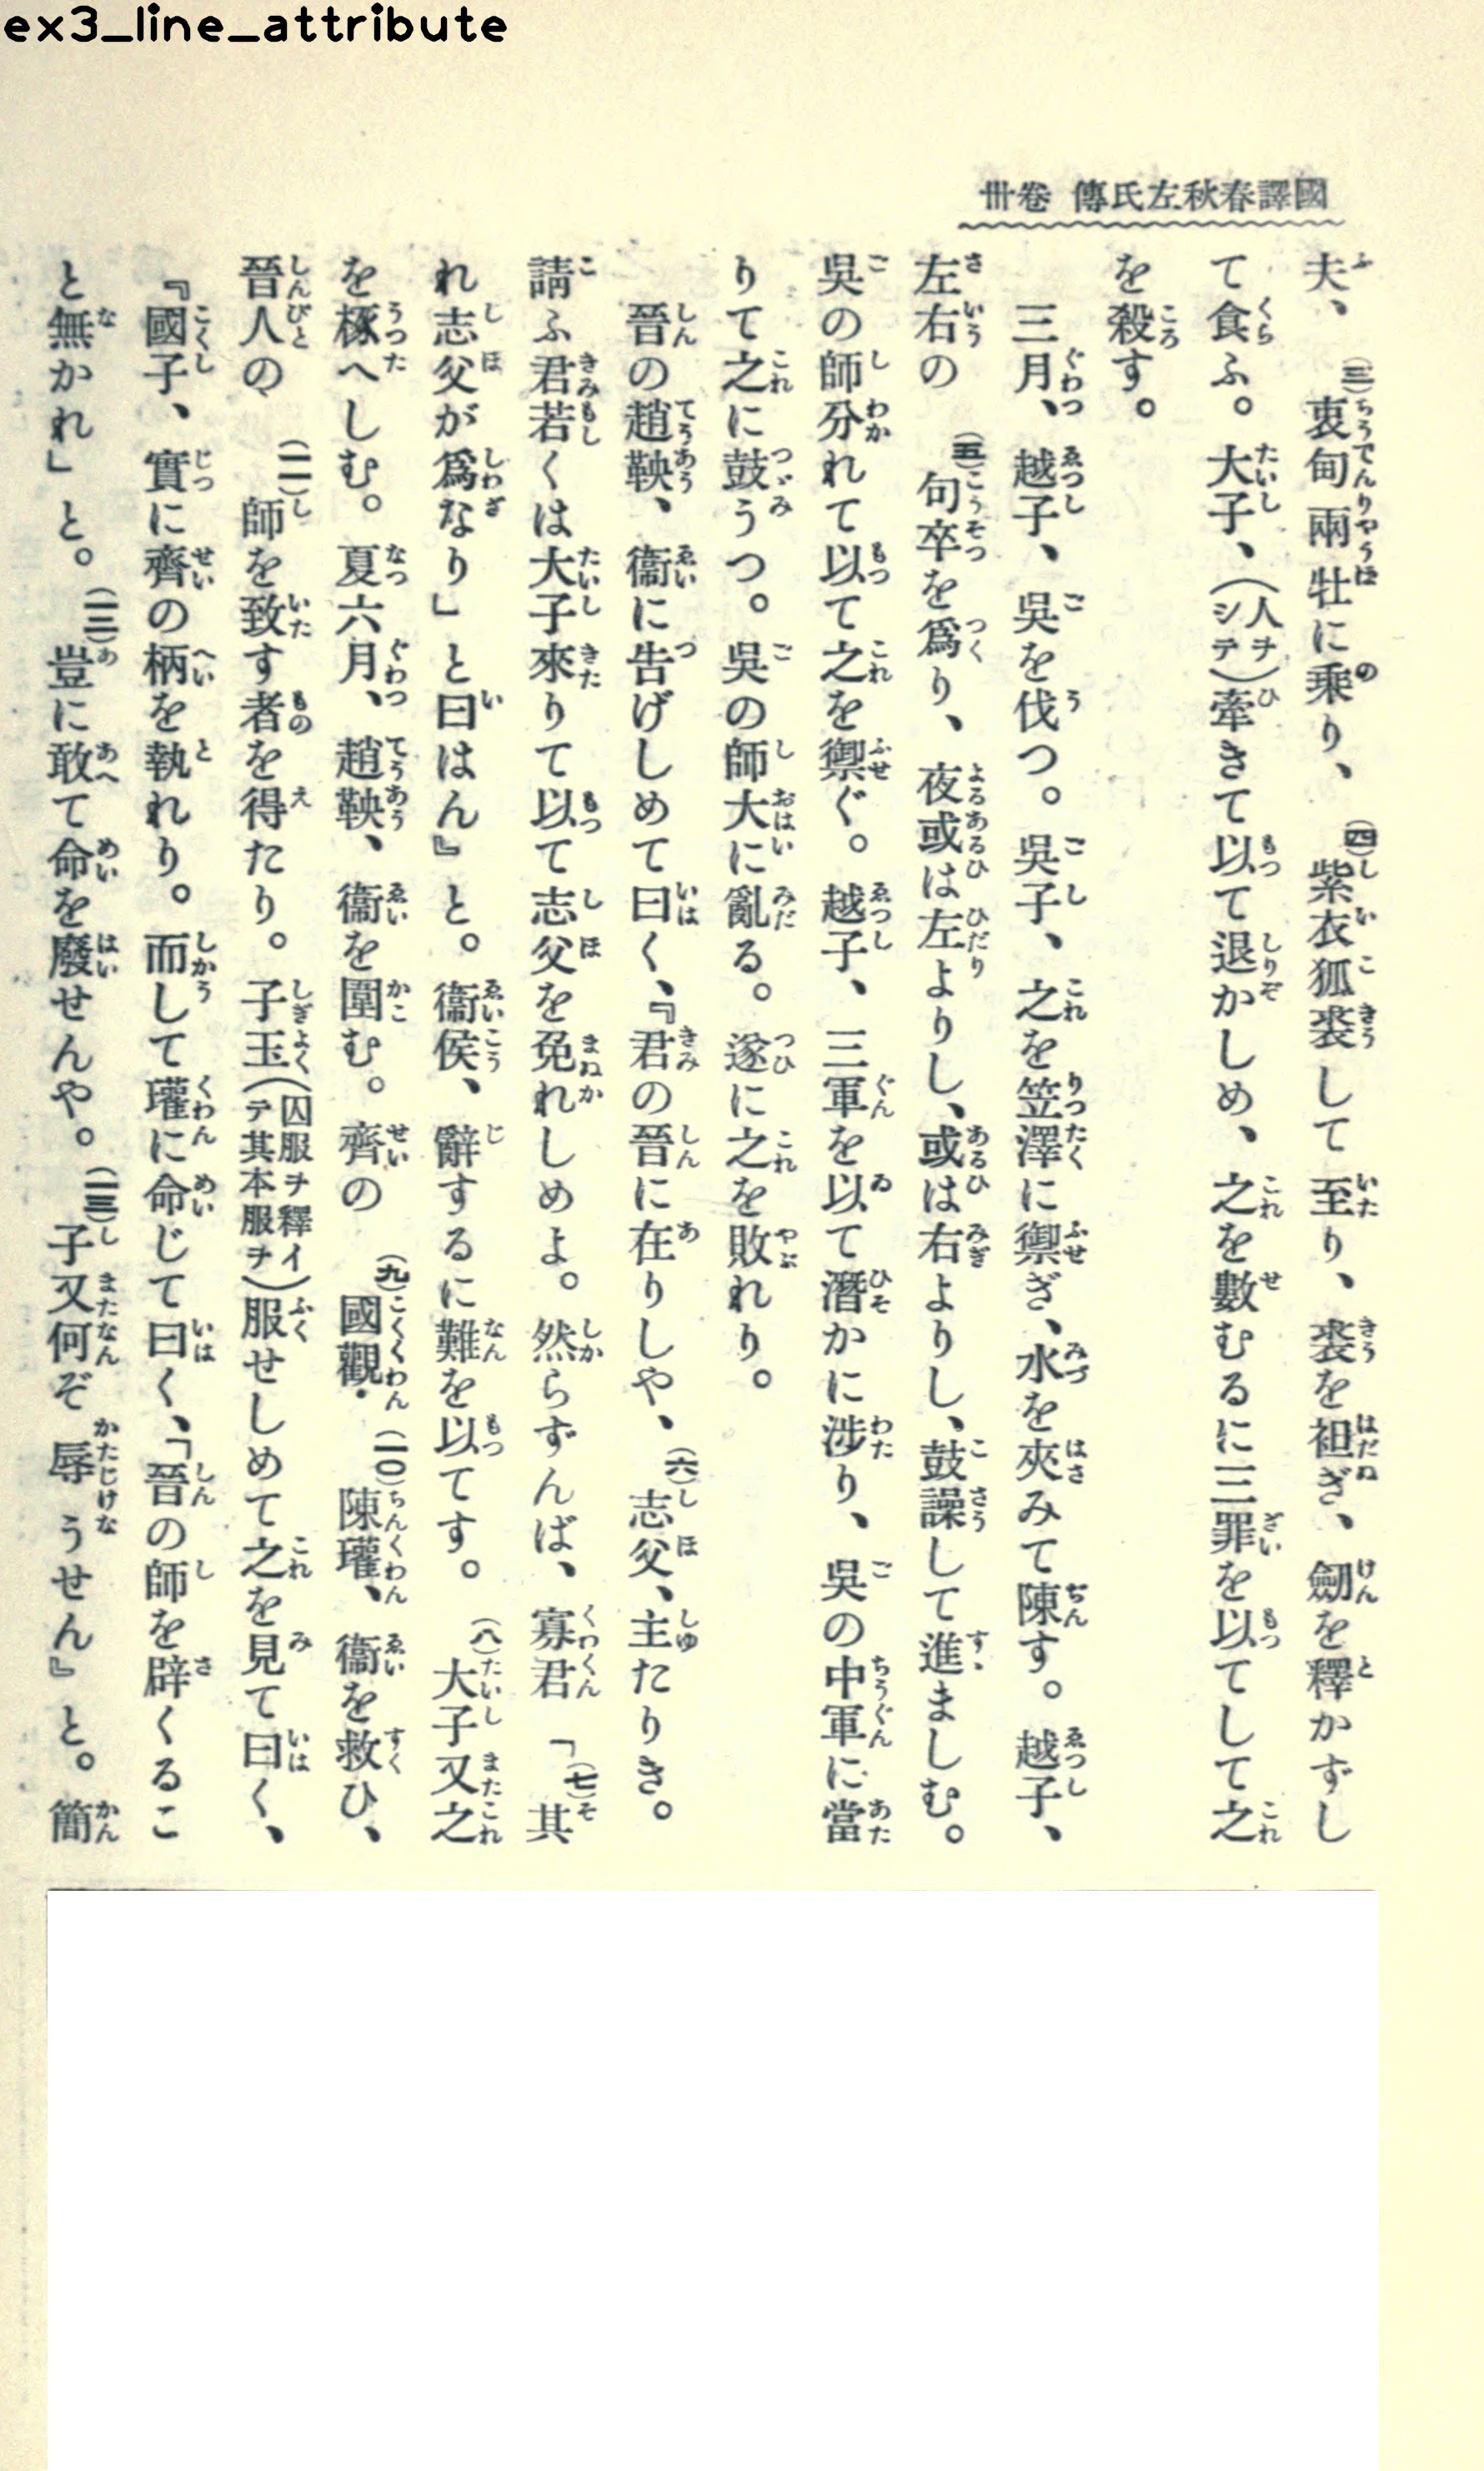 ex3_line_attribute
國譯春秋左氏傳 卷卅
夫、(三)衷甸兩牡に乘り、(四)紫衣狐裘して至り、裘を袒ぎ、劒を釋かずし
て食ふ。大子、(人ヲシテ)牽きて以て退かしめ、之を數むるに三罪を以てして之
を殺す。
三月、越子、吳を伐つ。吳子、之を笠澤に禦ぎ、水を夾みて陳す。越子、
左右の(五)句卒を爲り、夜或は左よりし、或は右よりし、鼓譟して進ましむ。
吳の師分れて以て之を禦ぐ。越子、三軍を以て潛かに涉り、吳の中軍に當
りて之に鼓うつ。吳の師大に亂る。遂に之を敗れり。
晉の趙鞅、衞に吿げしめて曰く、『君の晉に在りしや、(六)志父、主たりき。
請ふ君若くは大子來りて以て志父を免れしめよ。然らずんば、寡君「(七)其
れ志父が爲なり」と曰はん』と。衞侯、辭するに難を以てす。(八)大子又之
を椓へしむ。夏六月、趙鞅、衞を圍む。齊の(九)國觀・(一〇)陳瓘、衞を救ひ、
晉人の(一一)師を致す者を得たり。子玉(囚服ヲ釋イテ其本服ヲ)服せしめて之を見て曰く、
『國子、實に齊の柄を執れり。而して瓘に命じて曰く、「晉の師を辟くるこ
と無かれ」と。(一二)豈に敢て命を廢せんや。(一三)子又何ぞ辱うせん』と。簡